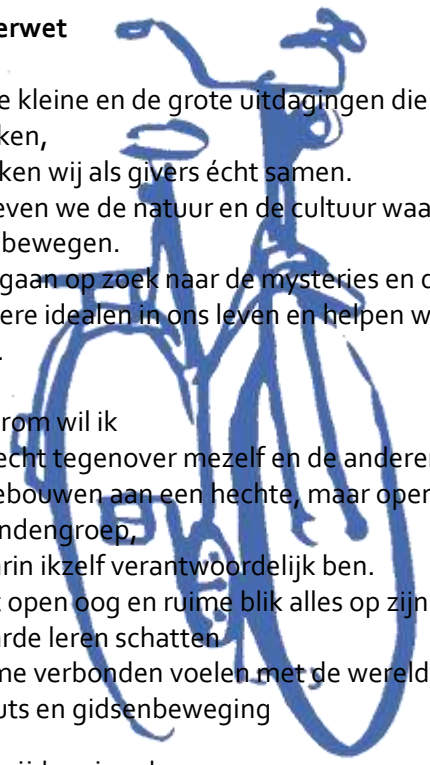 erwet
e kleine en de grote uitdagingen die
ken,
ken wij als givers écht samen.
even we de natuur en de cultuur waa
bewegen.
gaan op zoek naar de mysteries en d
ere idealen in ons leven en helpen w
.
rom wil ik
echt tegenover mezelf en de anderen
ebouwen aan een hechte, maar open
ndengroep,
arin ikzelf verantwoordelijk ben.
t open oog en ruime blik alles op zijn
arde leren schatten
me verbonden voelen met de wereld
uts en gidsenbeweging